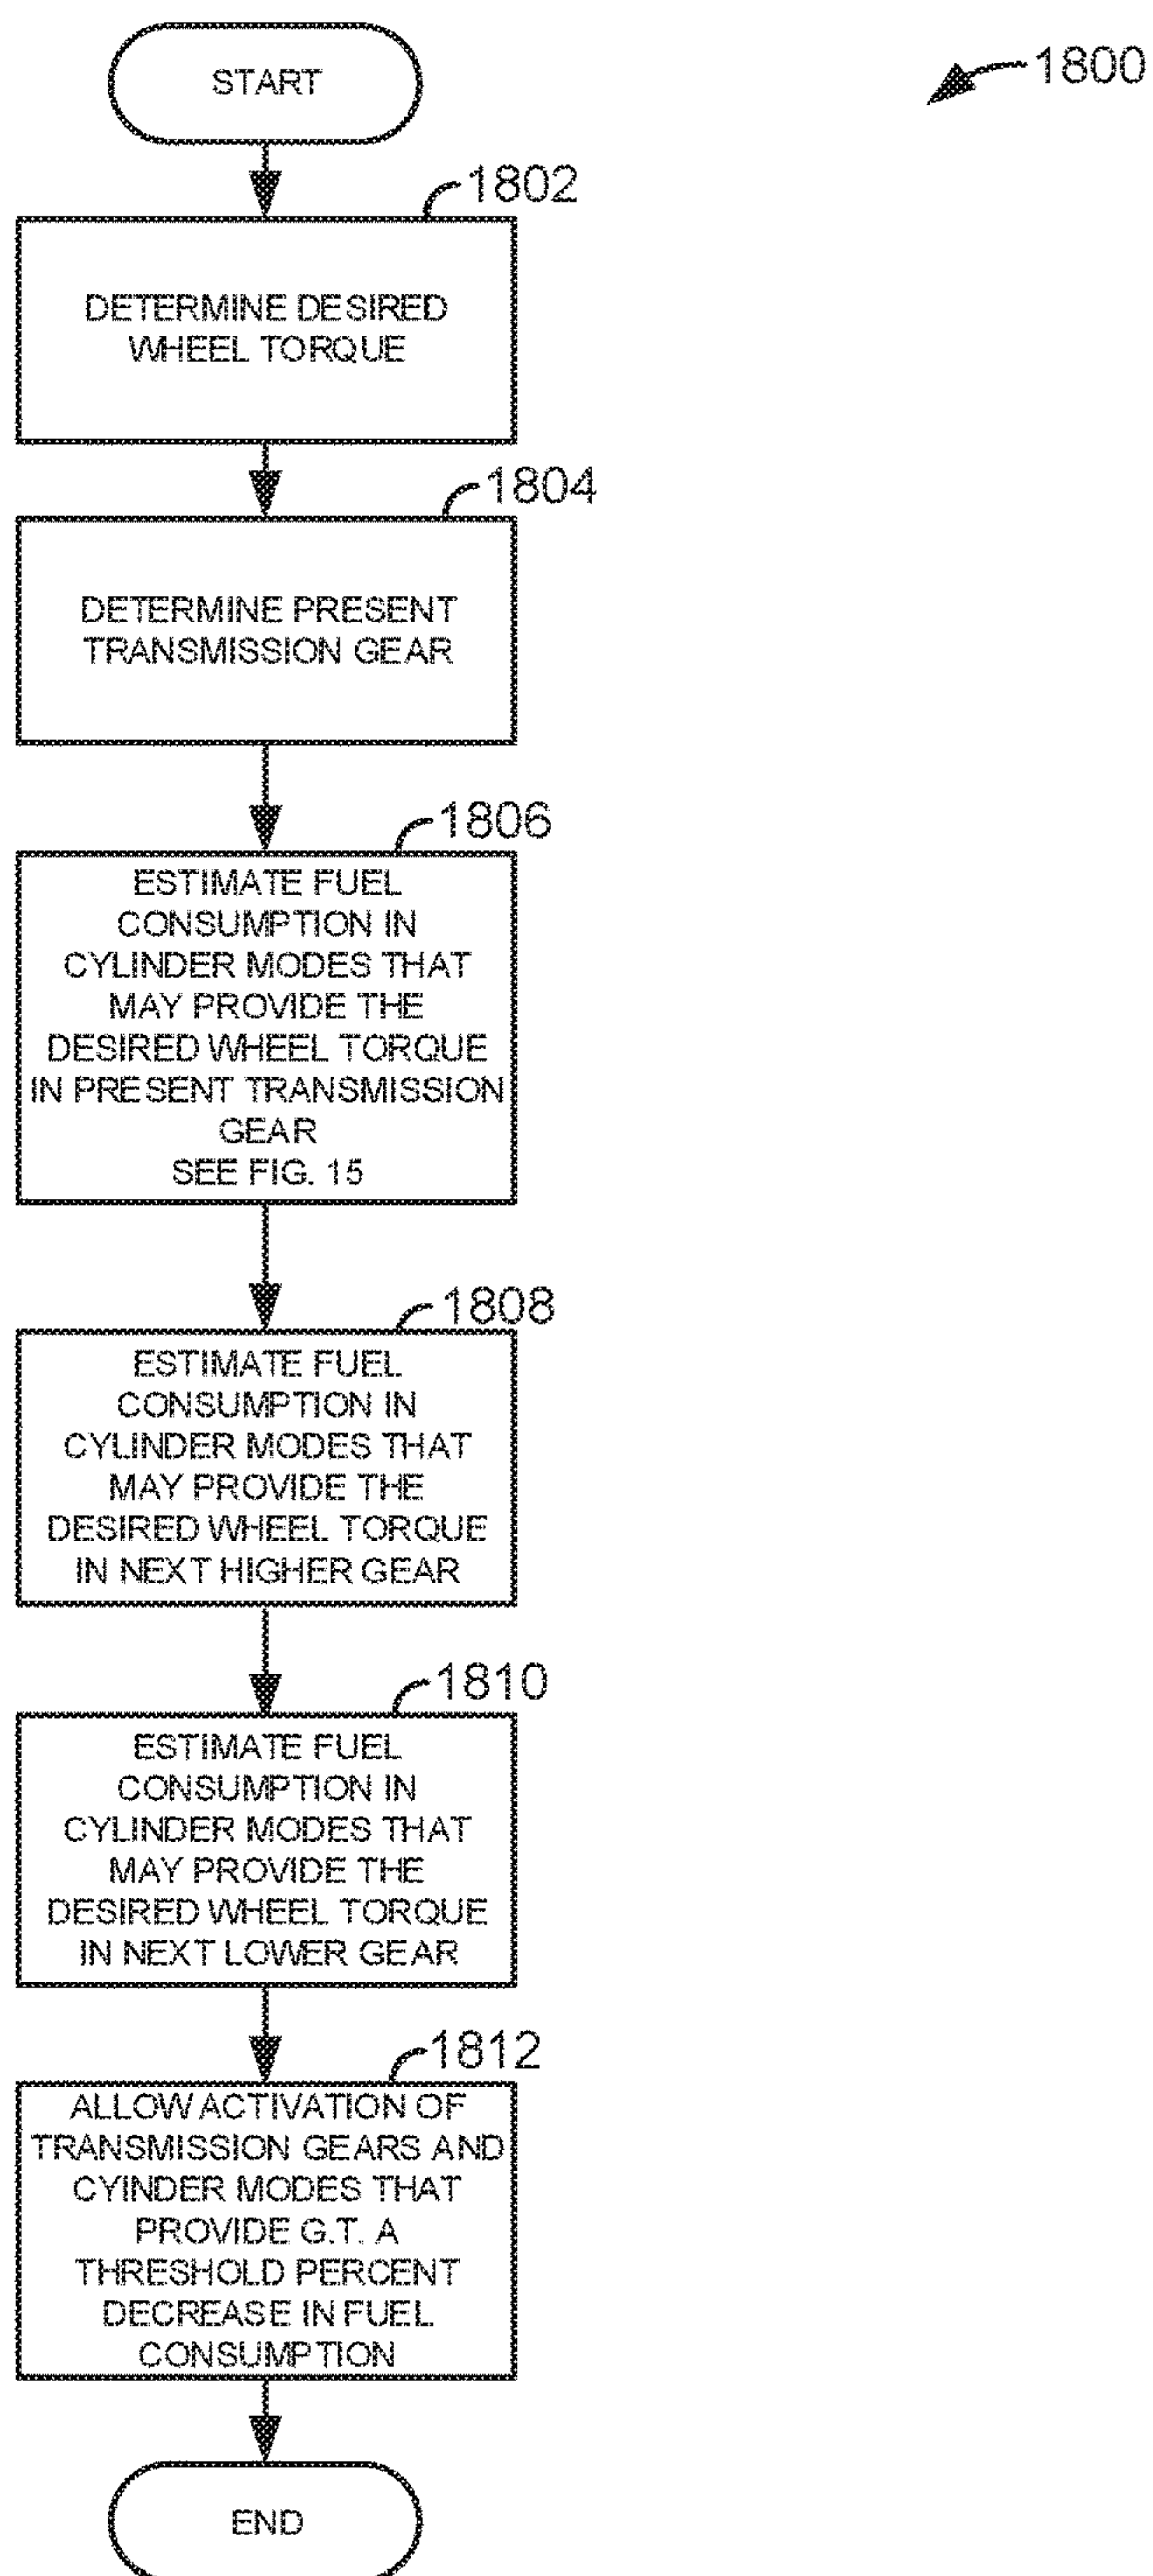 START
1800
1802
DETERMINE DESIRED
WHEEL TORQUE
1804
DETERMINE PRESENT
TRANSMISSION GEAR
1806
ESTIMATE FUEL
CONSUMPTION IN
CYLINDER MODES THAT
MAY PROVIDE THE
DESIRED WHEEL TORQUE
IN PRESENT TRANSMISSION
GEAR
SEE FIG. 15
1808
ESTIMATE FUEL
CONSUMPTION IN
CYLINDER MODES THAT
MAY PROVIDE THE
DESIRED WHEEL TORQUE
IN NEXT HIGHER GEAR
1810
ESTIMATE FUEL
CONSUMPTION IN
CYLINDER MODES THAT
MAY PROVIDE THE
DESIRED WHEEL TORQUE
IN NEXT LOWER GEAR
1812
ALLOW ACTIVATION OF
TRANSMISSION GEARS AND
CYINDER MODES THAT
PROVIDE G.T. A
THRESHOLD PERCENT
DECREASE IN FUEL
CONSUMPTION
END